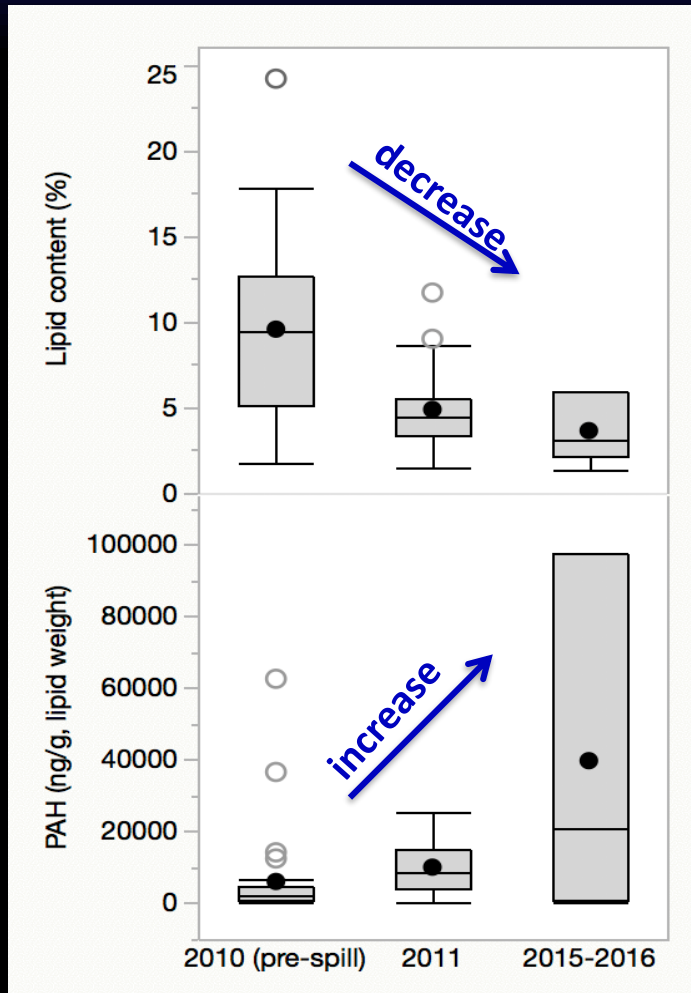 25
20
15
10
5
0
Lipid content (%)
decrease
100000
80000
60000
40000
20000
0
PAH (ng/g, lipid weight)
increase
2010 (pre-spill) 2011 2015-2016